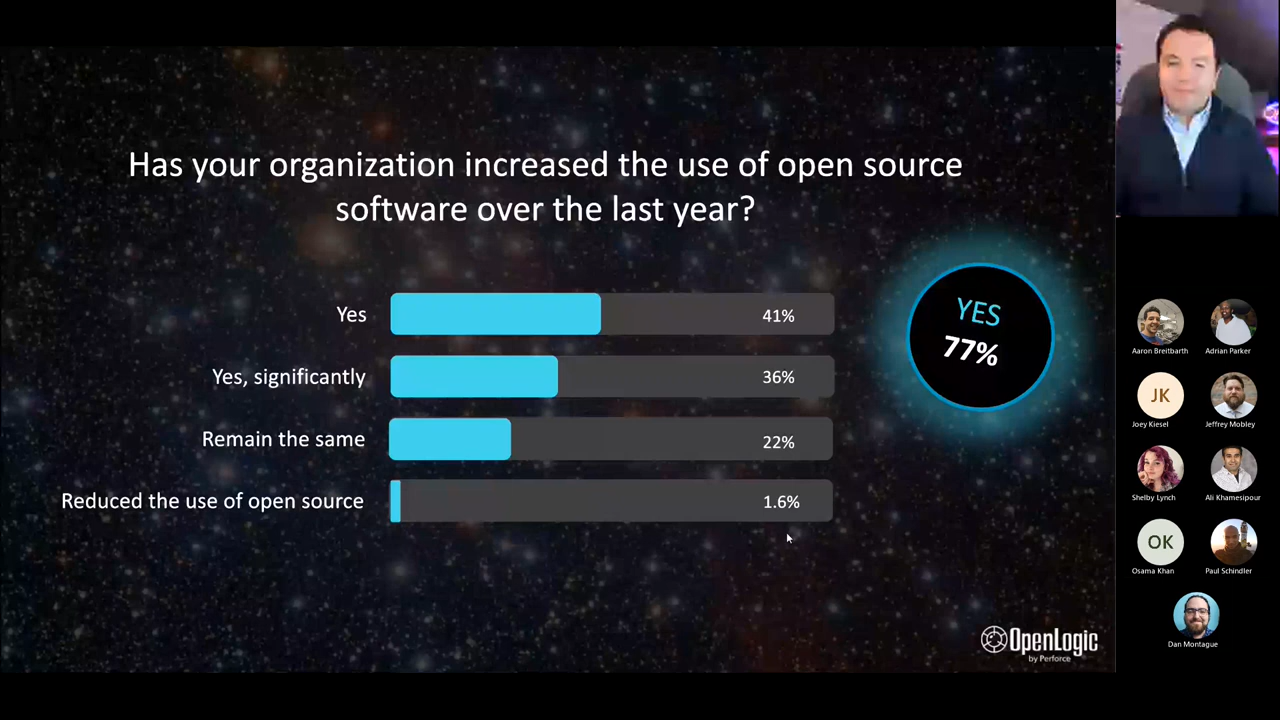 Has your organization increased the use of open source
software over the last year?
Yes
41%
Yes, significantly
36%
Remain the same
22%
Reduced the use of open source
1.6%
YES
77%
OpenLogic
by Perforce
Aaron Breitbarth
Adrian Parker
JK
Joey Kiesel
Jeffrey Mobley
Shelby Lynch
Ali Khamesipour
OK
Osama Khan
Paul Schindler
Dan Montague